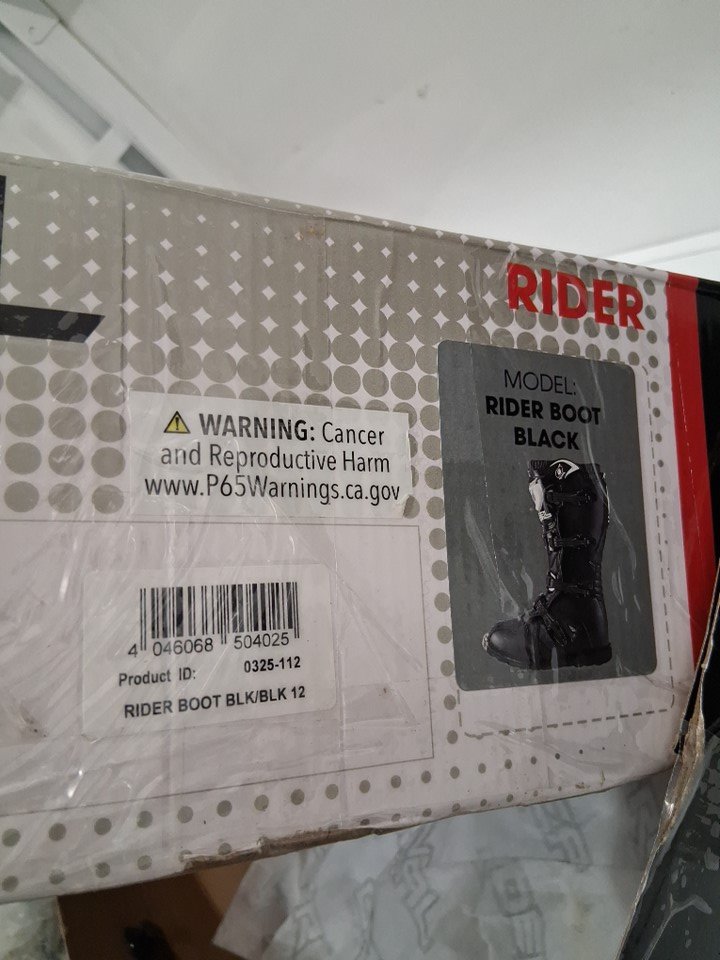 RIDER
MODEL:
RIDER BOOT
BLACK
WARNING: Cancer
and Reproductive Harm
www.P65Warnings.ca.gov
4 046068 504025
Product ID: 0325-112
RIDER BOOT BLK/BLK 12